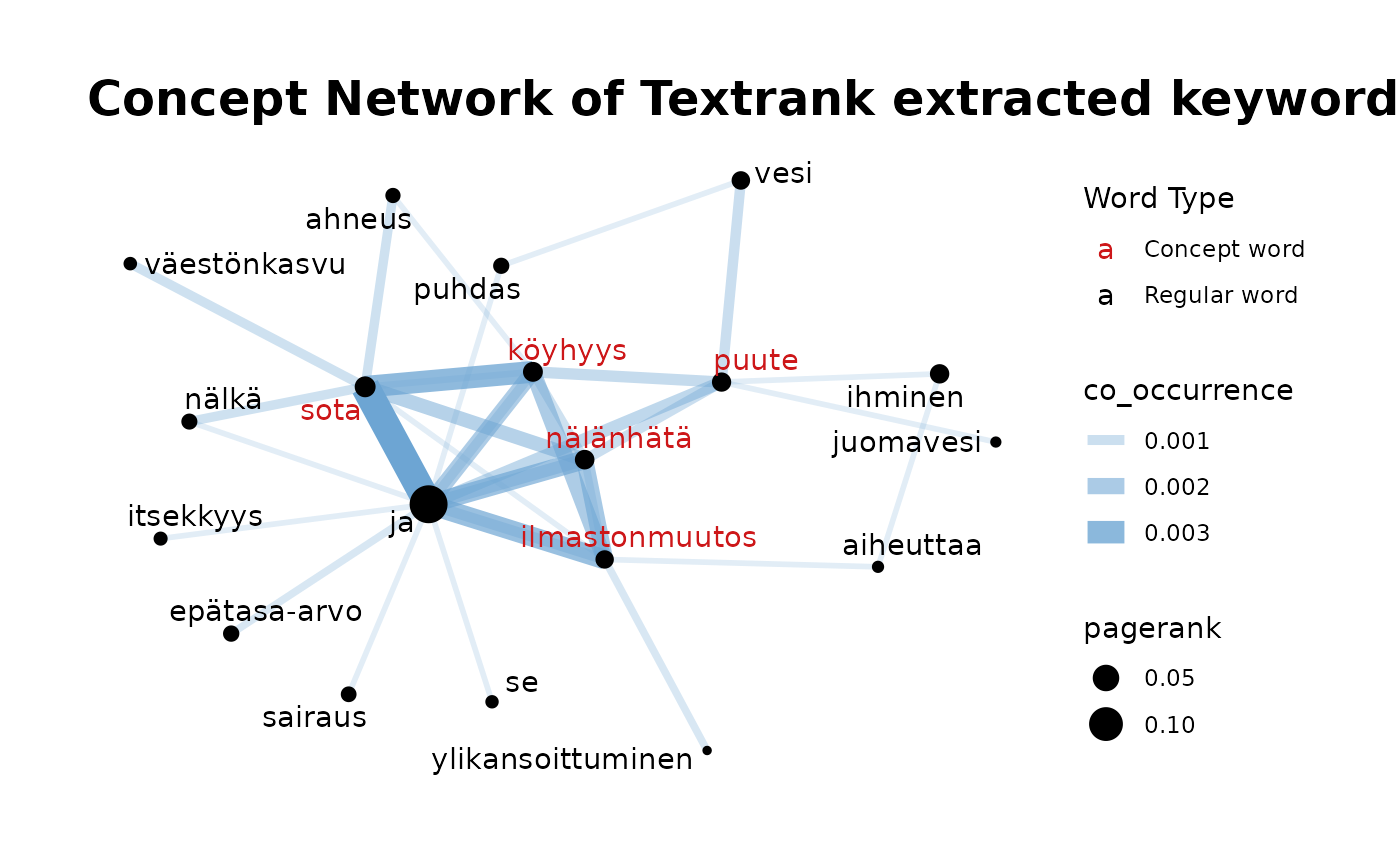 Concept Network of Textrank extracted keyword
vesi
ahneus
väestönkasvu
puhdas
köyhyys
puute
nälkä
sota
ihminen
nälänhätä
juomavesi
itsekkyys
ja
ilmastonmuutos
aiheuttaa
epätasa-arvo
se
sairaus
ylikansoittuminen
Word Type
a Concept word
a Regular word
co_occurrence
0.001
0.002
0.003
pagerank
0.05
0.10